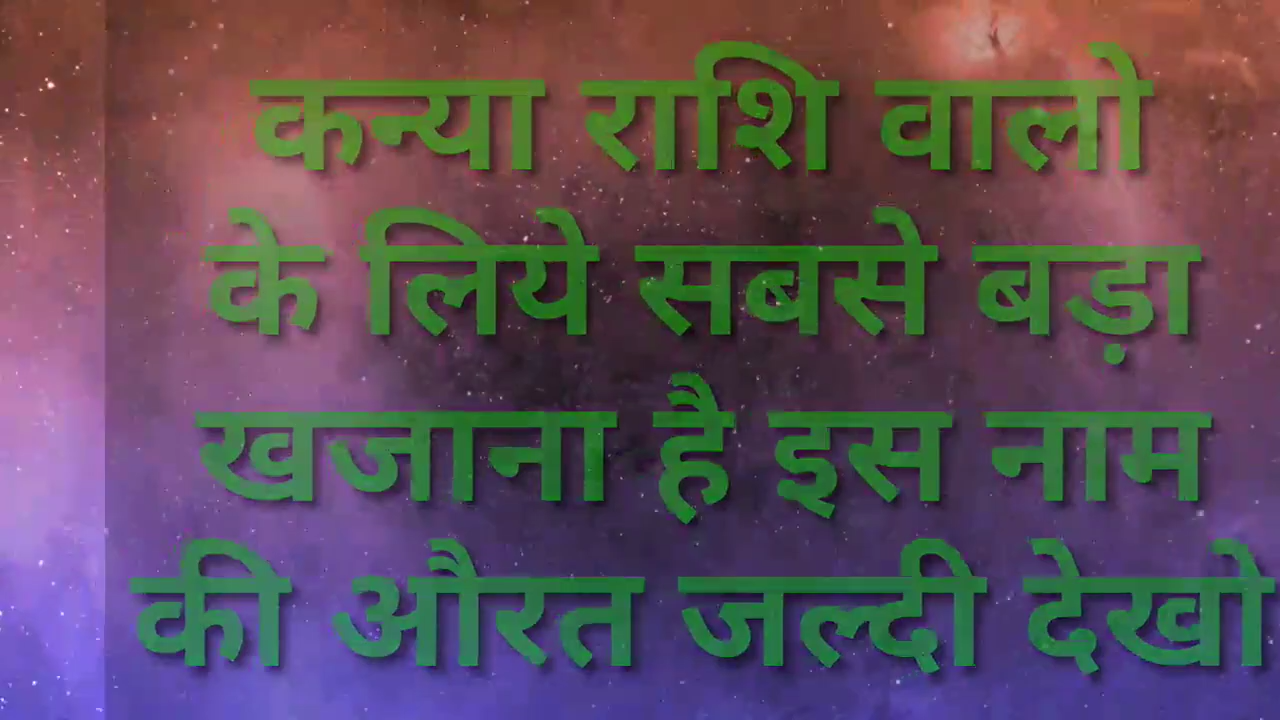 कन्या राशि वालो
के लिये सबसे बड़ा
खजाना है इस नाम
की औरत जल्दी देखो